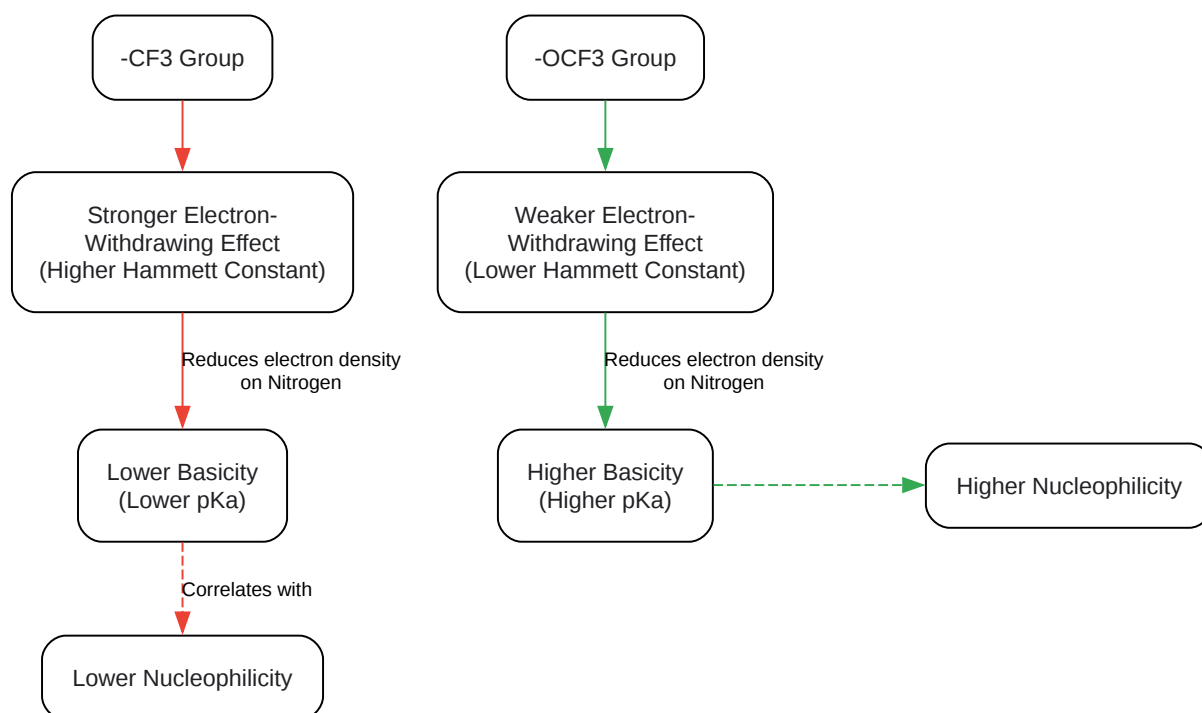 -CF3 Group
-OCF3 Group
Stronger Electron-
Withdrawing Effect
(Higher Hammett Constant)
Weaker Electron-
Withdrawing Effect
(Lower Hammett Constant)
Reduces electron density
on Nitrogen
Reduces electron density
on Nitrogen
Lower Basicity
(Lower pKa)
Higher Basicity
(Higher pKa)
Higher Nucleophilicity
Correlates with
Lower Nucleophilicity